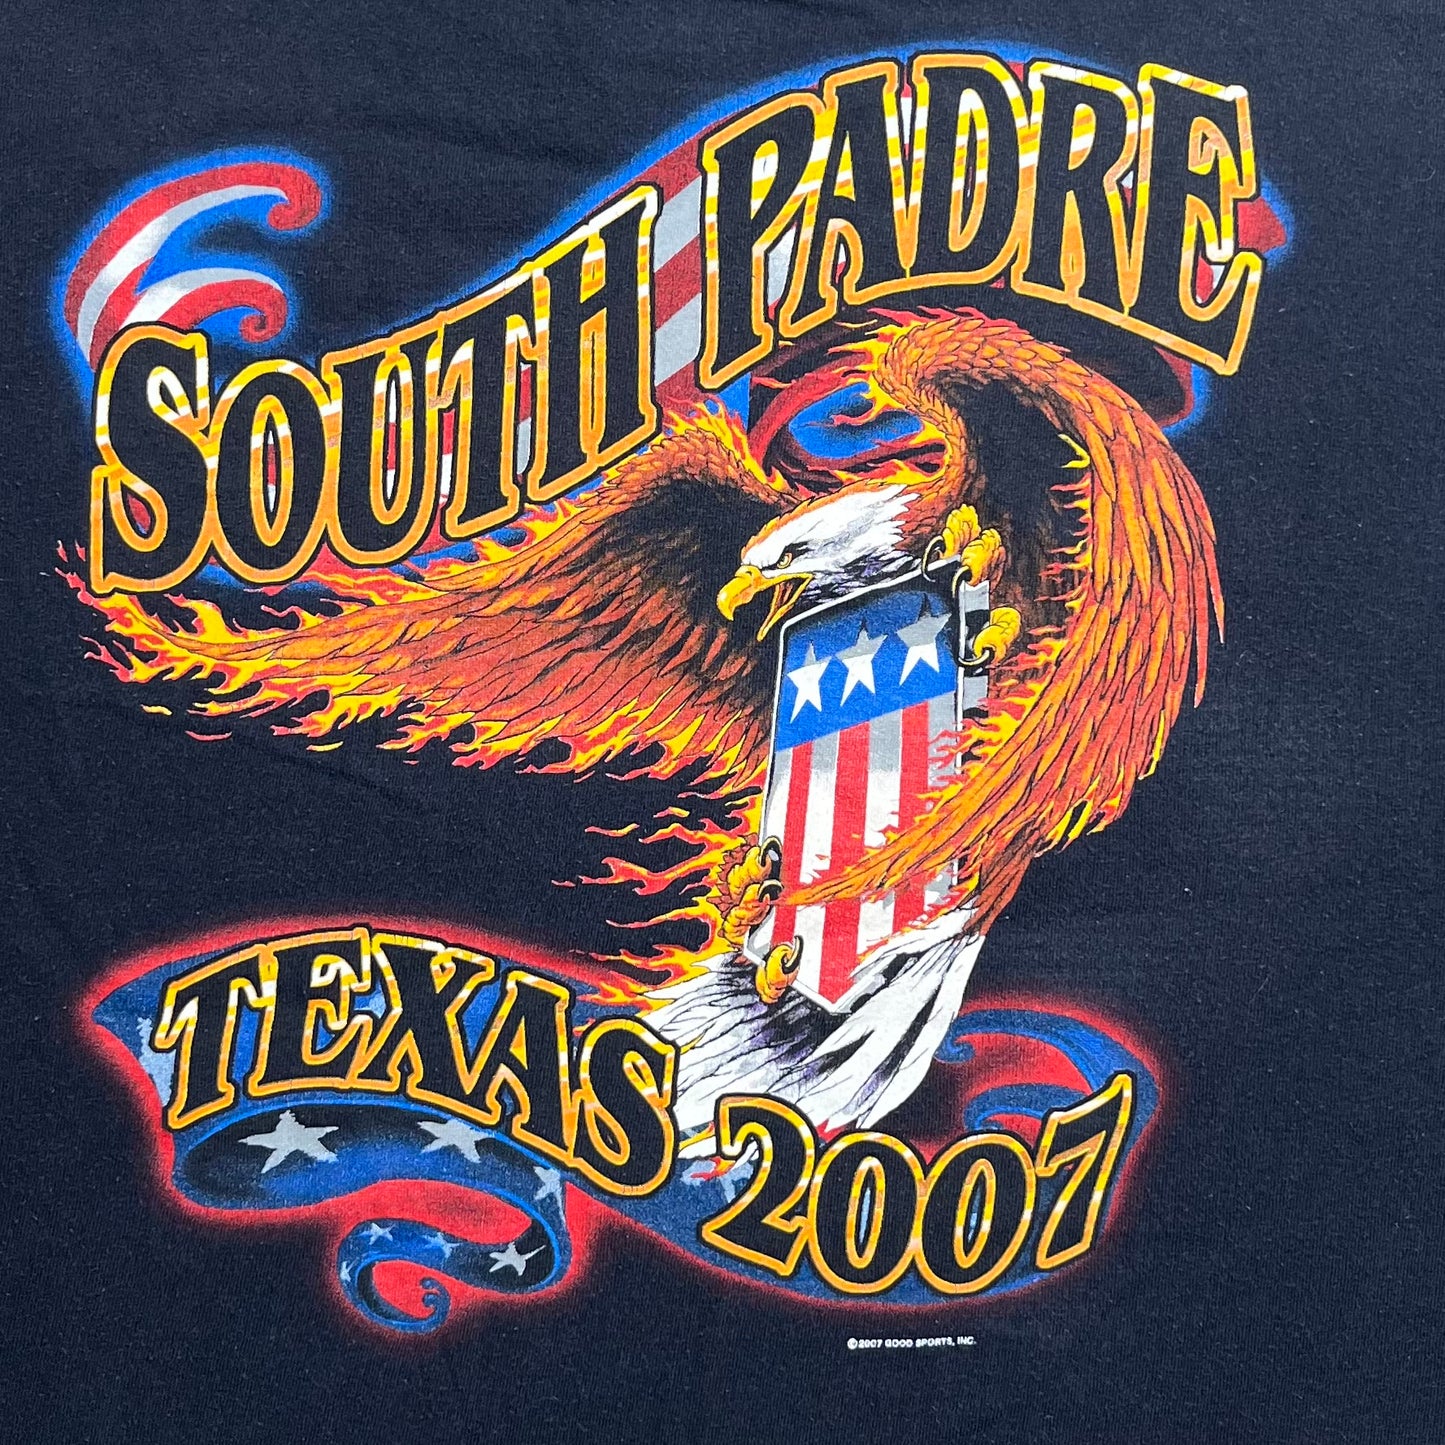 SOUTH PADRE
TEXAS 2007
©2007 GOOD SPORTS, INC.